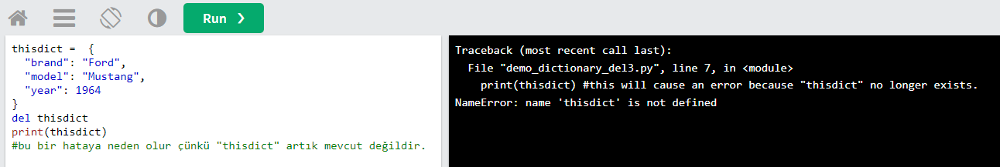 Run ❯
thisdict =  {
  "brand": "Ford",
  "model": "Mustang",
  "year": 1964
}
del thisdict
print(thisdict)
#bu bir hataya neden olur çünkü "thisdict" artık mevcut değildir.
Traceback (most recent call last):
  File "demo_dictionary_del3.py", line 7, in <module>
    print(thisdict) #this will cause an error because "thisdict" no longer exists.
NameError: name 'thisdict' is not defined